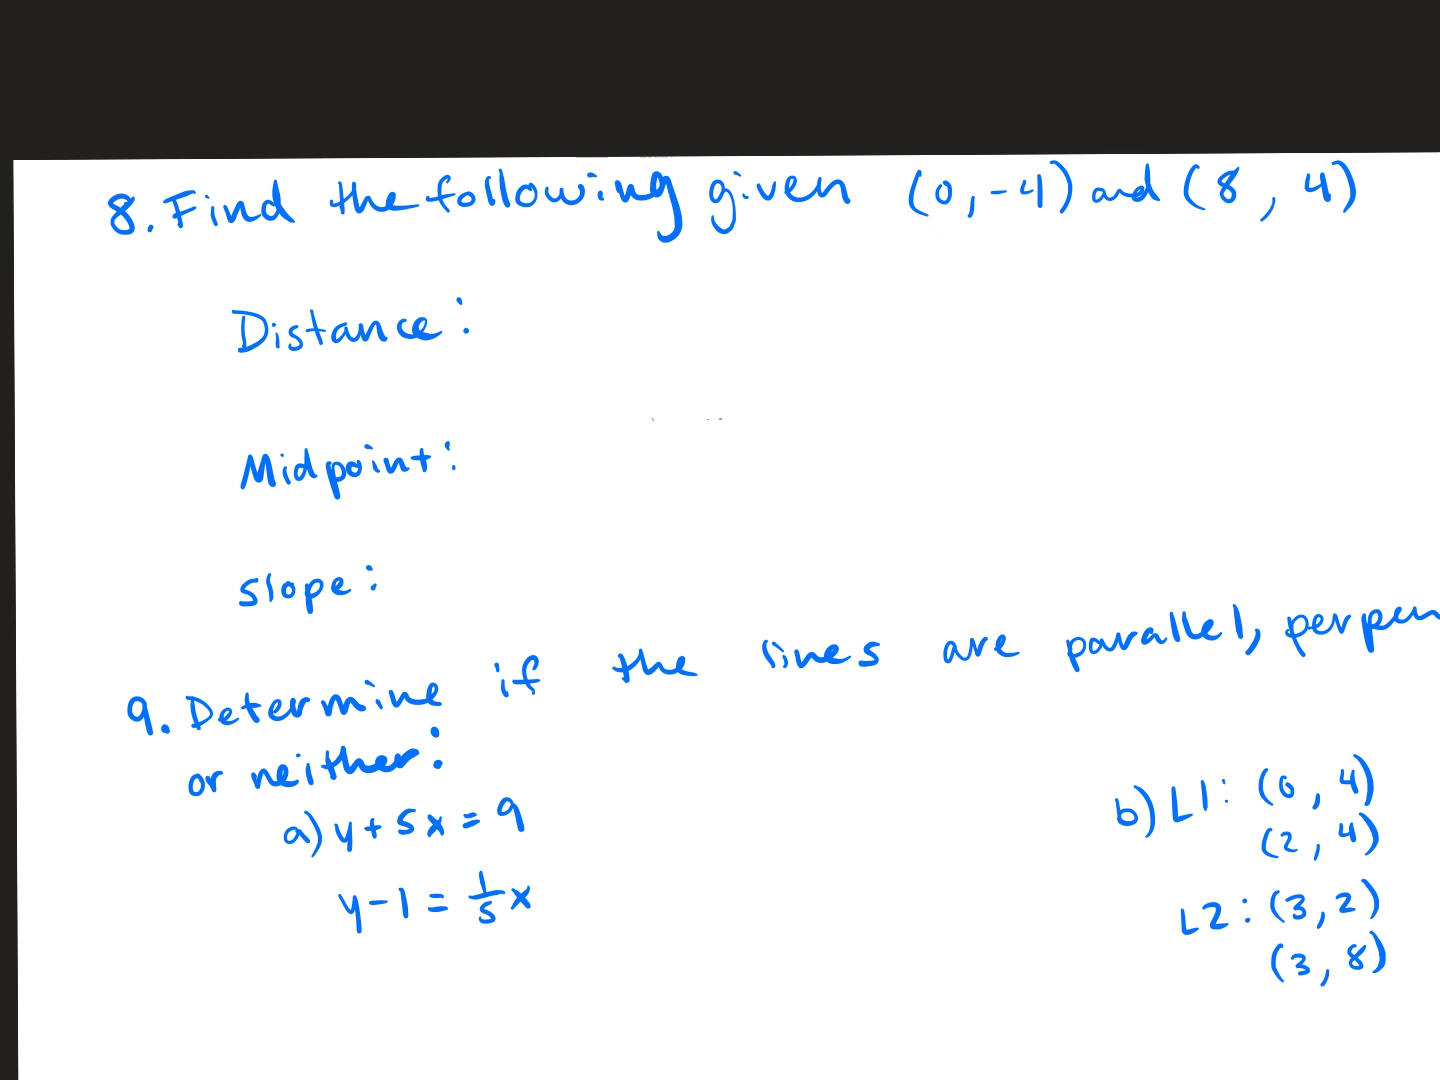 8. Find the following given (0,-4) and (8, 4)
Distance:
Midpoint:
slope:
9. Determine if the lines are parallel, perpen
or neither:
a) y+5x=9
y-1=1/5x
b) L1: (0, 4)
(2, 4)
L2: (3,2)
(3, 8)